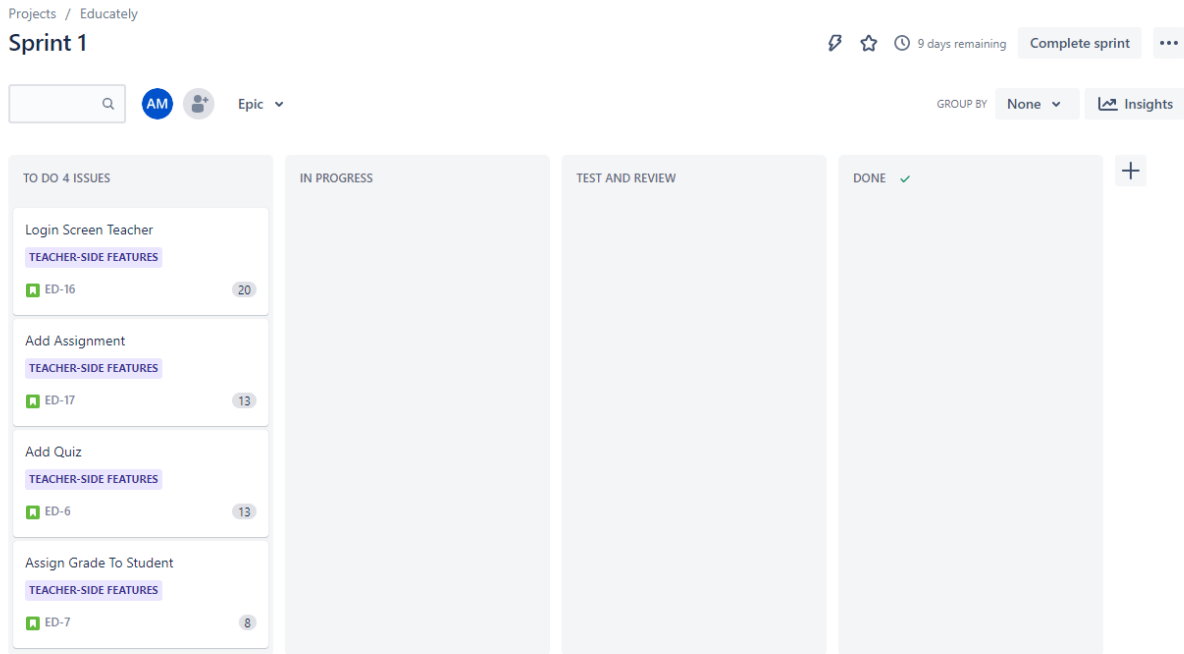 Projects / Educately
Sprint 1
9 days remaining
Complete sprint
AM
Epic
GROUP BY
None
Insights
TO DO 4 ISSUES
Login Screen Teacher
TEACHER-SIDE FEATURES
ED-16
20
Add Assignment
TEACHER-SIDE FEATURES
ED-17
13
Add Quiz
TEACHER-SIDE FEATURES
ED-6
13
Assign Grade To Student
TEACHER-SIDE FEATURES
ED-7
8
IN PROGRESS
TEST AND REVIEW
DONE